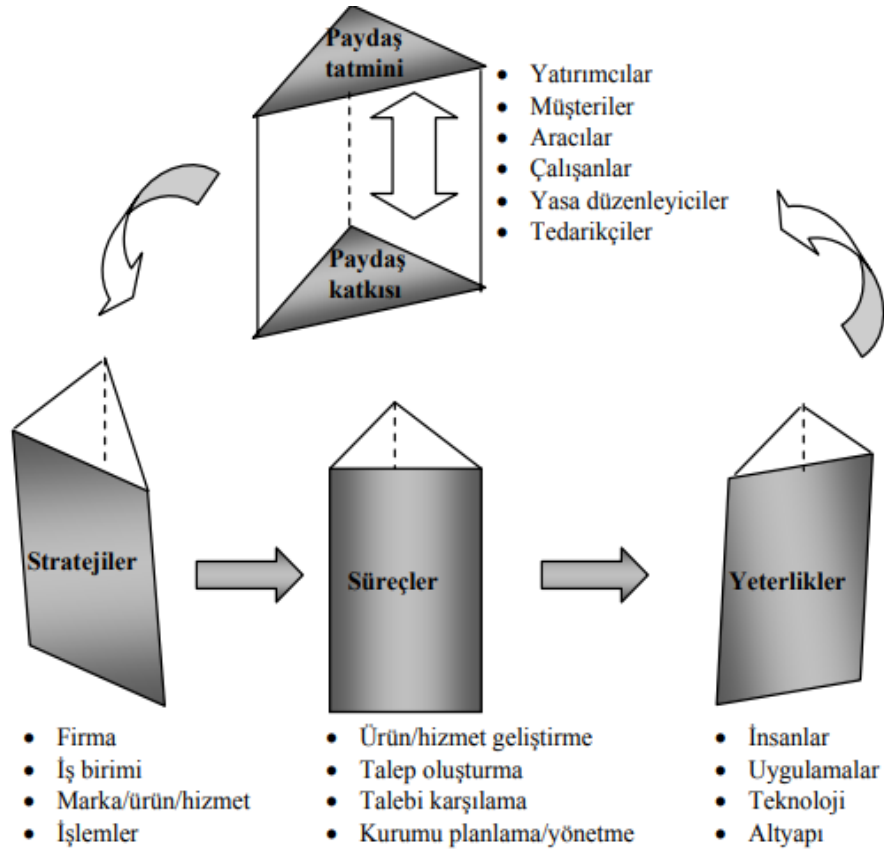 Paydaş
tatmini
• Yatırımcılar
• Müşteriler
• Aracılar
• Çalışanlar
• Yasa düzenleyiciler
• Tedarikçiler
Paydaş
katkısı
Stratejiler
Süreçler
Yeterlikler
• Firma
• İş birimi
• Marka/ürün/hizmet
• İşlemler
• Ürün/hizmet geliştirme
• Talep oluşturma
• Talebi karşılama
• Kurumu planlama/yönetme
• İnsanlar
• Uygulamalar
• Teknoloji
• Altyapı